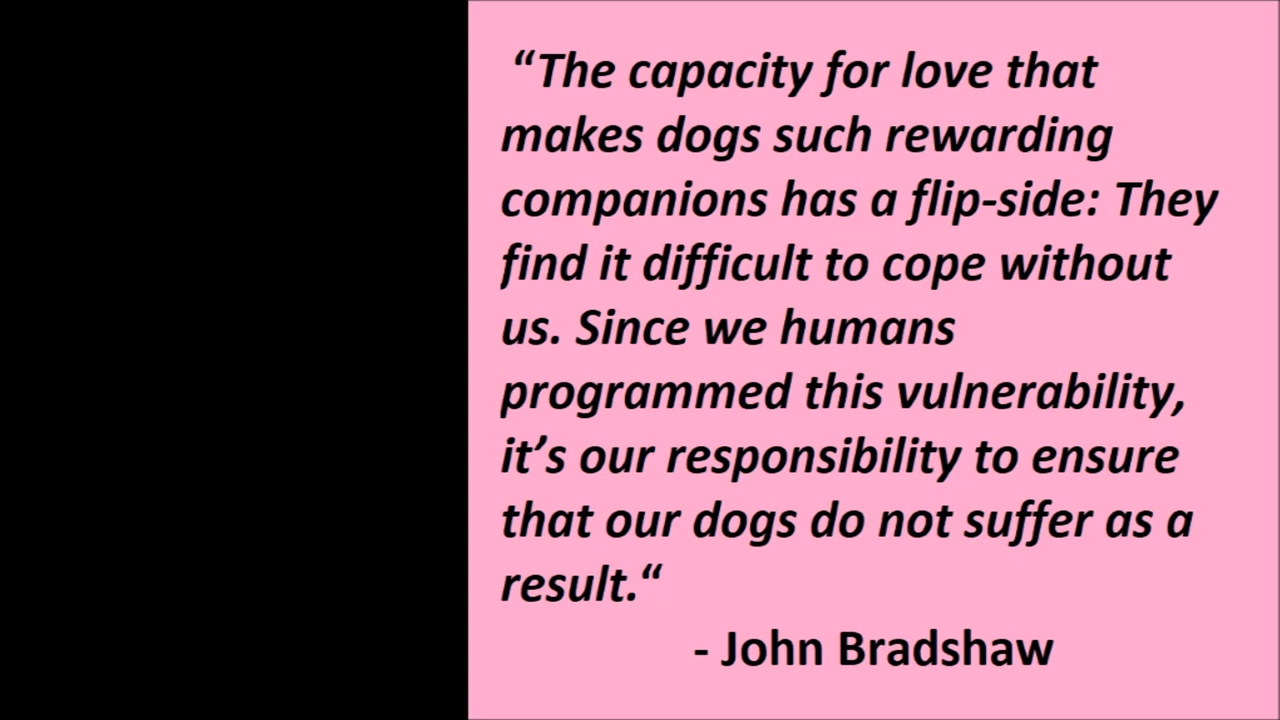 “The capacity for love that
makes dogs such rewarding
companions has a flip-side: They
find it difficult to cope without
us. Since we humans
programmed this vulnerability,
it’s our responsibility to ensure
that our dogs do not suffer as a
result.“
- John Bradshaw